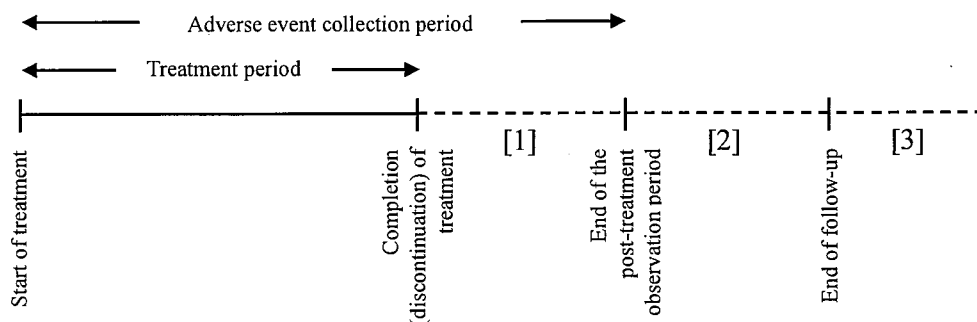 Adverse event collection period
Treatment period
[1]
[2]
[3]
Start of treatment
Completion
(discontinuation) of
treatment
End of the
post-treatment
observation period
End of follow-up